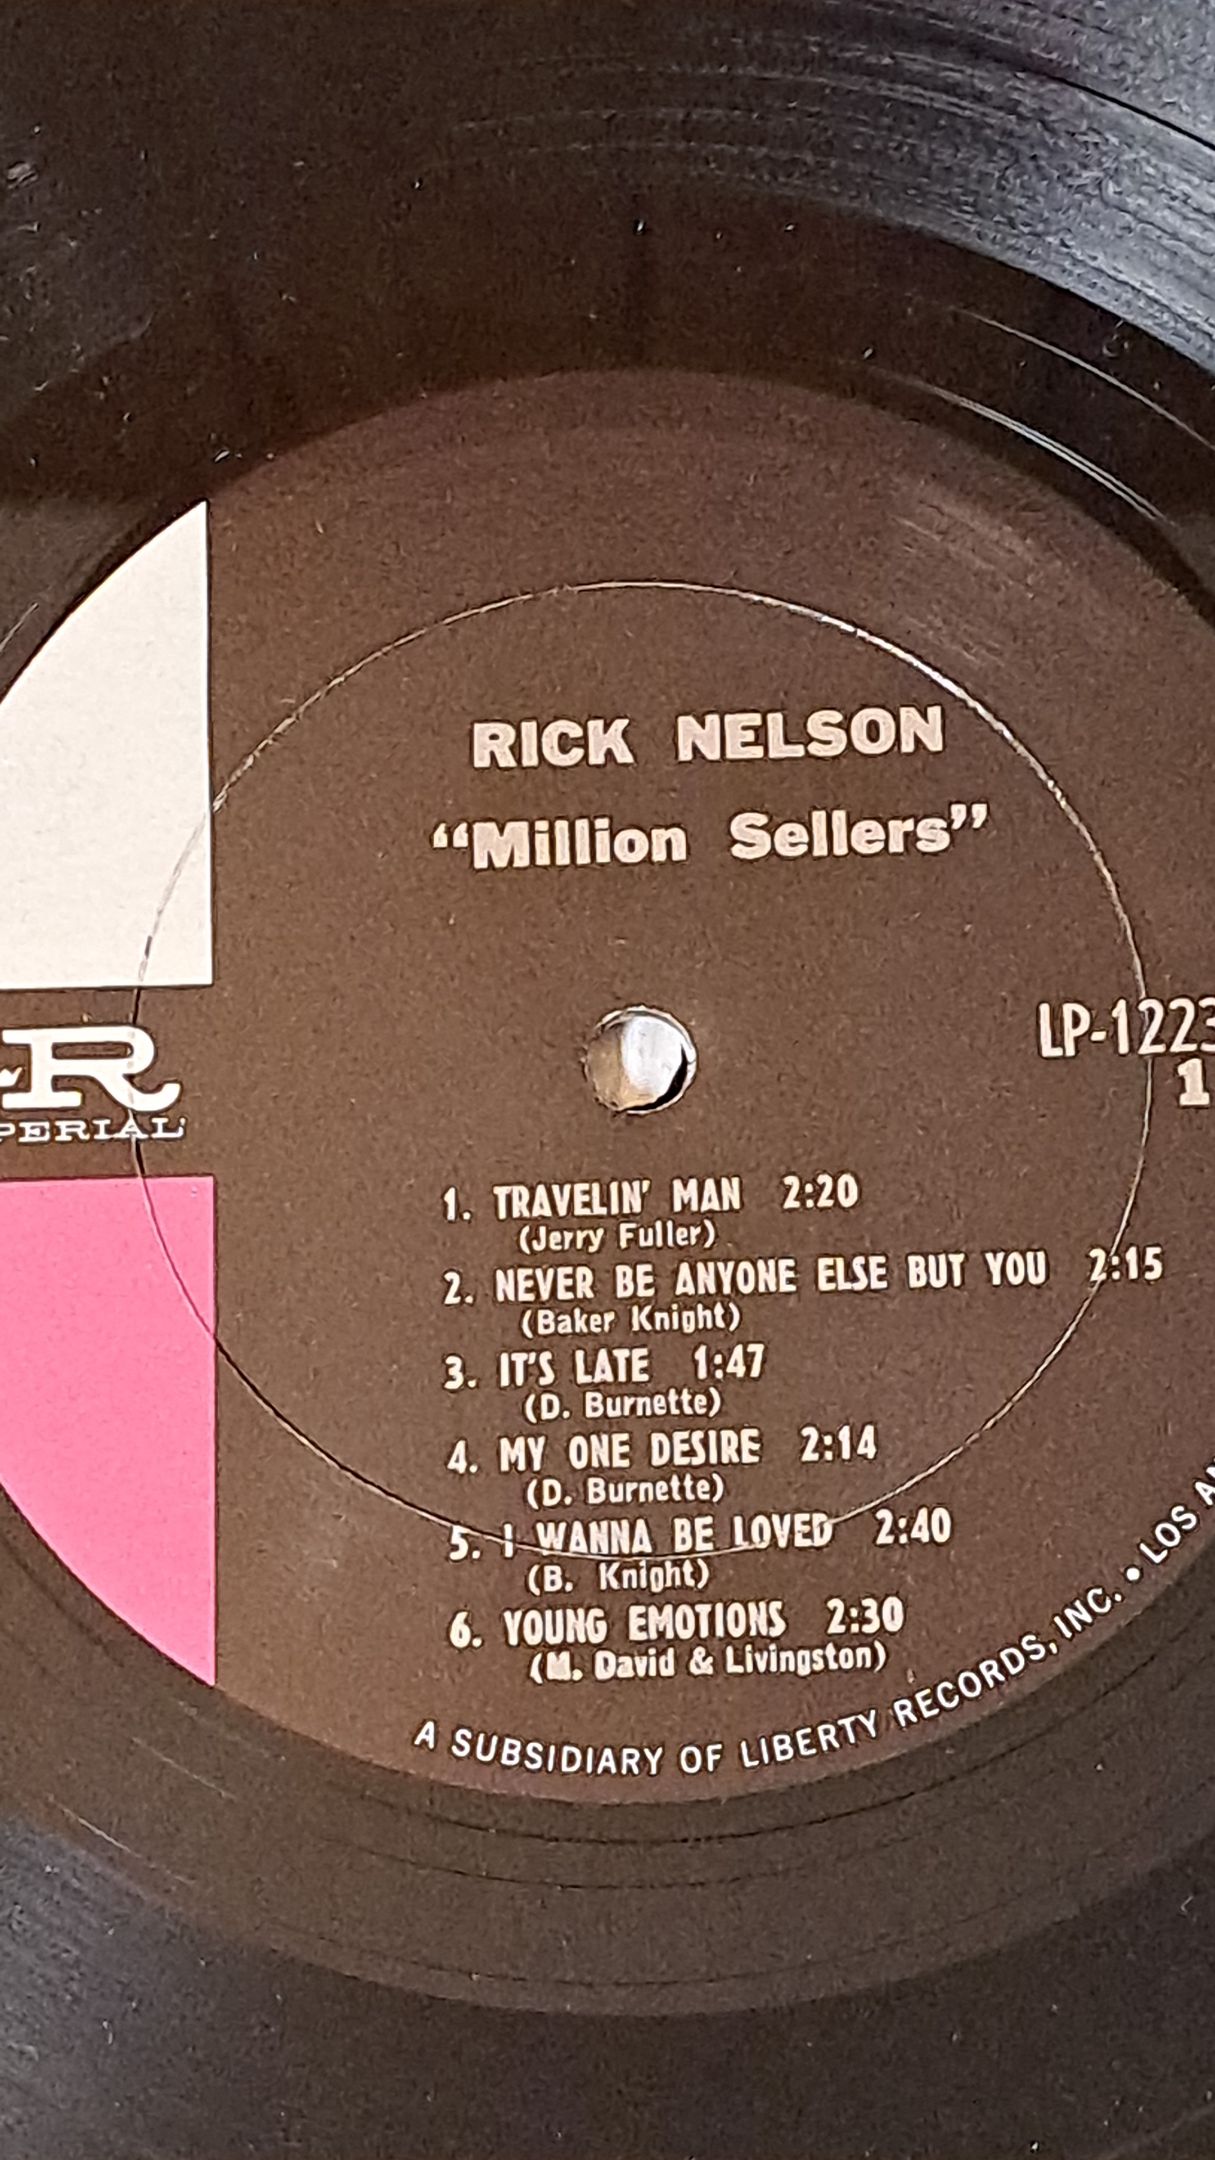 RICK NELSON
“Million Sellers”
LP-1223
1
R
PERIAL
1. TRAVELIN' MAN 2:20
(Jerry Fuller)
2. NEVER BE ANYONE ELSE BUT YOU 2:15
(Baker Knight)
3. IT'S LATE 1:47
(D. Burnette)
4. MY ONE DESIRE 2:14
(D. Burnette)
5. I WANNA BE LOVED 2:40
(B. Knight)
6. YOUNG EMOTIONS 2:30
(M. David & Livingston)
A SUBSIDIARY OF LIBERTY RECORDS, INC. • LOS